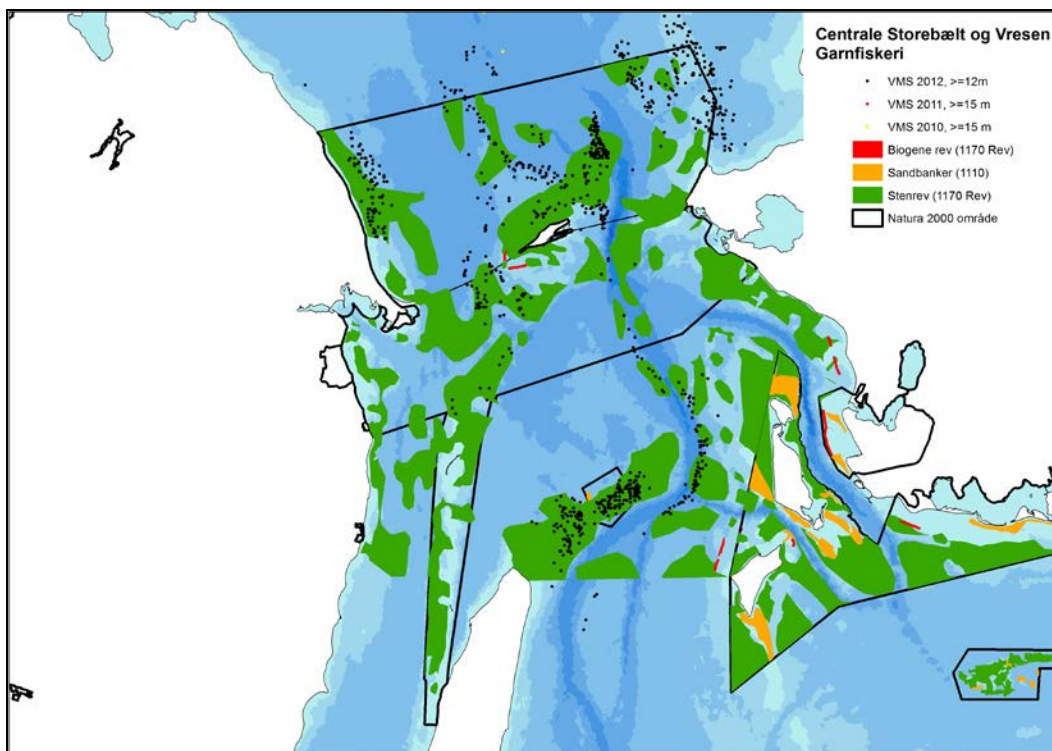 Centrale Storebælt og Vresen
Garnfiskeri
VMS 2012, >=12m
VMS 2011, >=15 m
VMS 2010, >=15 m
Biogene rev (1170 Rev)
Sandbanker (1110)
Stenrev (1170 Rev)
Natura 2000 område